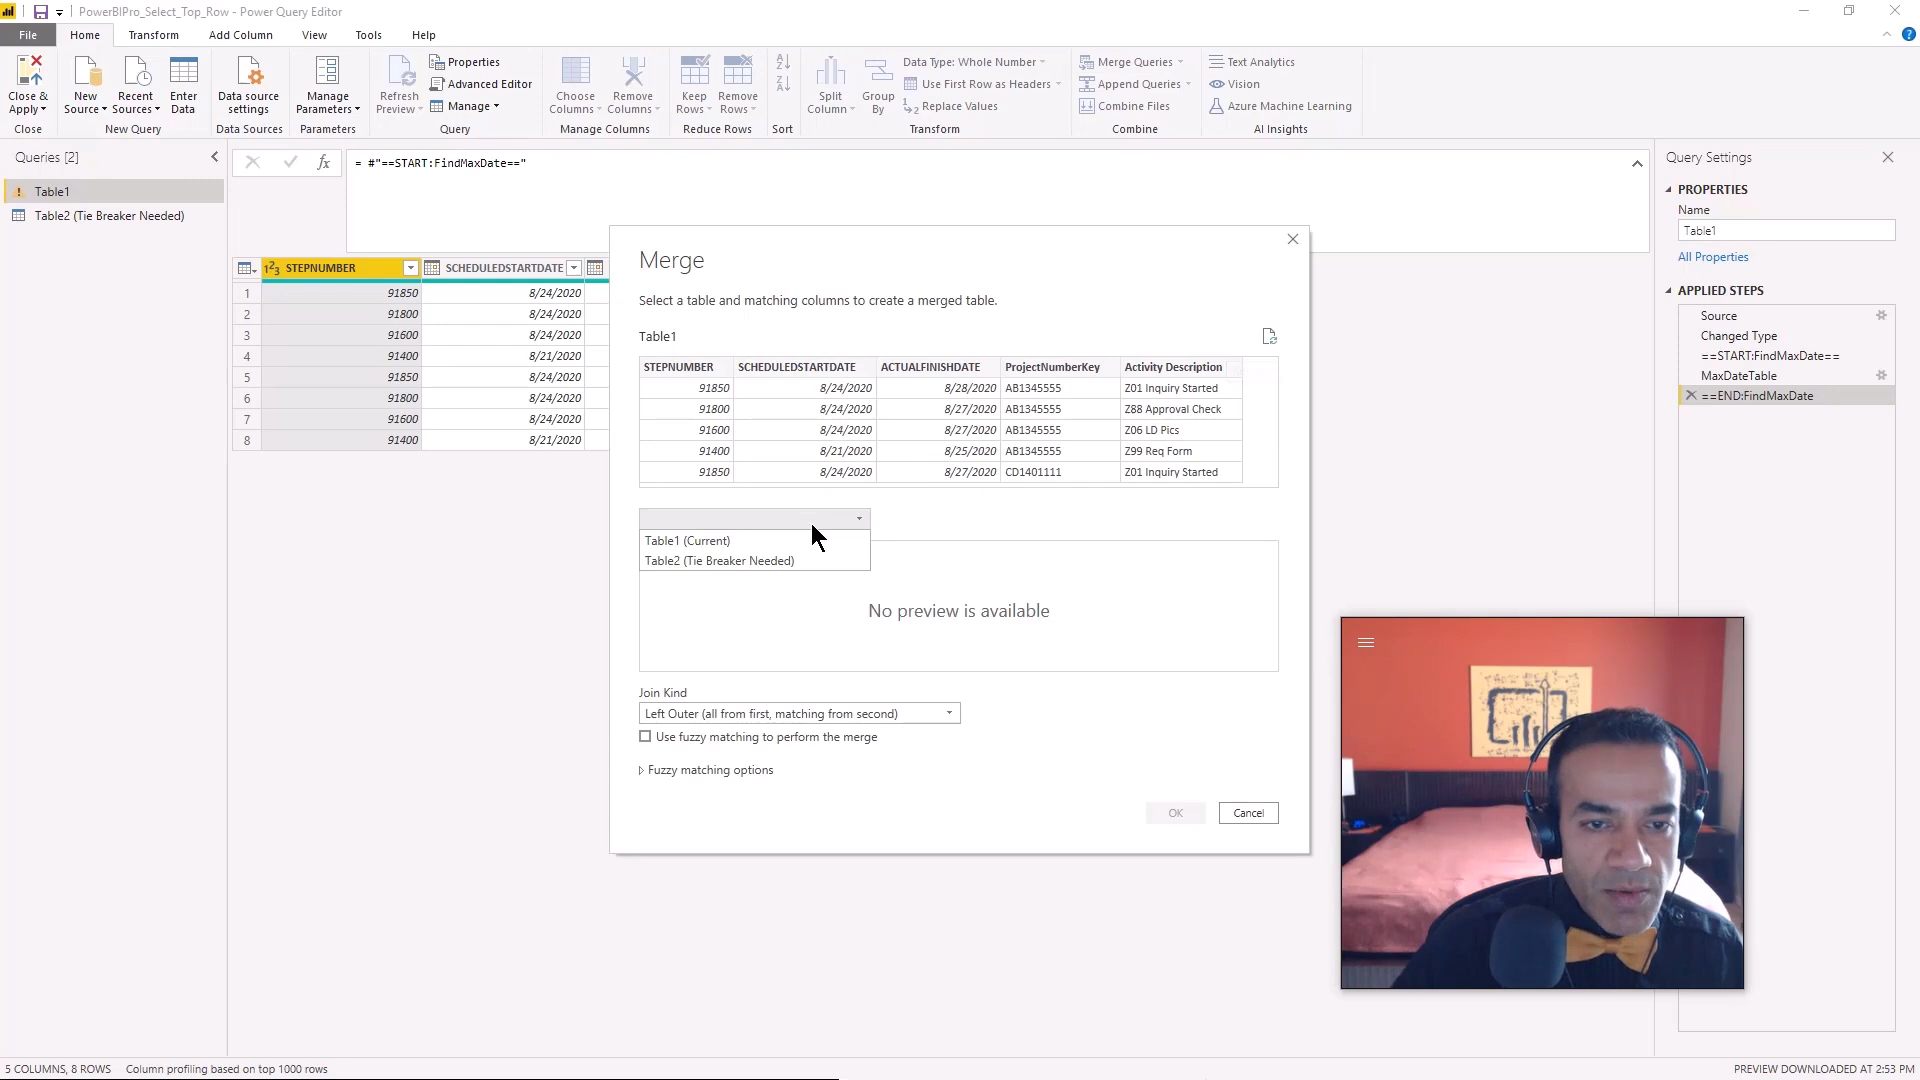 PowerBIPro_Select_Top_Row - Power Query Editor
File
Home
Transform
Add Column
View
Tools
Help
Close & Apply
Close
New Source
Recent Sources
Enter Data
New Query
Data source settings
Data Sources
Manage Parameters
Parameters
Refresh Preview
Properties
Advanced Editor
Manage
Query
Choose Columns
Remove Columns
Manage Columns
Keep Rows
Remove Rows
Reduce Rows
Sort
Split Column
Group By
Data Type: Whole Number
Use First Row as Headers
Replace Values
Transform
Merge Queries
Append Queries
Combine Files
Combine
Text Analytics
Vision
Azure Machine Learning
AI Insights
Queries [2]
Table1
Table2 (Tie Breaker Needed)
fx
= #"==START:FindMaxDate=="
STEPNUMBER SCHEDULEDSTARTDATE
1 91850 8/24/2020
2 91800 8/24/2020
3 91600 8/24/2020
4 91400 8/21/2020
5 91850 8/24/2020
6 91800 8/24/2020
7 91600 8/24/2020
8 91400 8/21/2020
Merge
Select a table and matching columns to create a merged table.
Table1
STEPNUMBER SCHEDULEDSTARTDATE ACTUALFINISHDATE ProjectNumberKey Activity Description
91850 8/24/2020 8/28/2020 AB1345555 Z01 Inquiry Started
91800 8/24/2020 8/27/2020 AB1345555 Z88 Approval Check
91600 8/24/2020 8/27/2020 AB1345555 Z06 LD Pics
91400 8/21/2020 8/25/2020 AB1345555 Z99 Req Form
91850 8/24/2020 8/27/2020 CD1401111 Z01 Inquiry Started
Table1 (Current)
Table2 (Tie Breaker Needed)
No preview is available
Join Kind
Left Outer (all from first, matching from second)
Use fuzzy matching to perform the merge
Fuzzy matching options
OK
Cancel
Query Settings
PROPERTIES
Name
Table1
All Properties
APPLIED STEPS
Source
Changed Type
==START:FindMaxDate==
MaxDateTable
==END:FindMaxDate
5 COLUMNS, 8 ROWS
Column profiling based on top 1000 rows
PREVIEW DOWNLOADED AT 2:53 PM